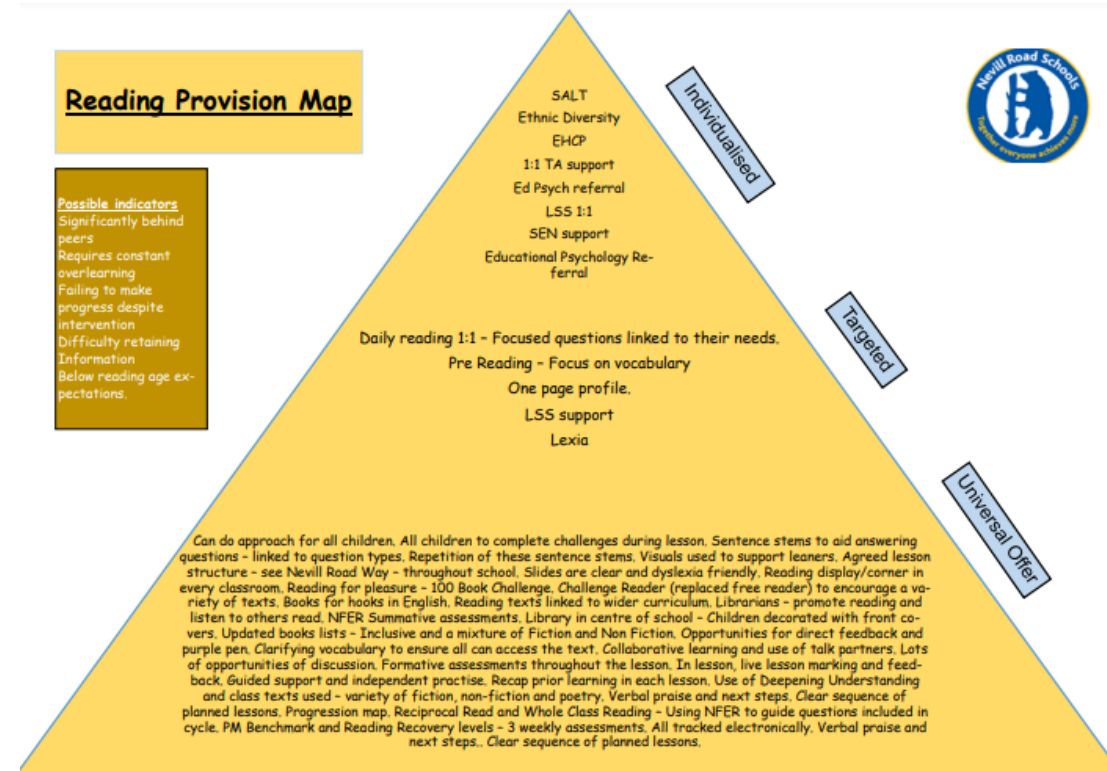 Reading Provision Map
Nevill Road Schools
Together everyone achieves more
Possible indicators
Significantly behind
peers
Requires constant
overlearning
Failing to make
progress despite
intervention
Difficulty retaining
Information
Below reading age ex-
pectations.
Individualised
SALT
Ethnic Diversity
EHCP
1:1 TA support
Ed Psych referral
LSS 1:1
SEN support
Educational Psychology Re-
ferral
Targeted
Daily reading 1:1 – Focused questions linked to their needs.
Pre Reading – Focus on vocabulary
One page profile.
LSS support
Lexia
Universal Offer
Can do approach for all children. All children to complete challenges during lesson. Sentence stems to aid answering
questions – linked to question types. Repetition of these sentence stems. Visuals used to support leaners. Agreed lesson
structure – see Nevill Road Way – throughout school. Slides are clear and dyslexia friendly. Reading display/corner in
every classroom. Reading for pleasure – 100 Book Challenge. Challenge Reader (replaced free reader) to encourage a va-
riety of texts. Books for hooks in English. Reading texts linked to wider curriculum. Librarians – promote reading and
listen to others read. NFER Summative assessments. Library in centre of school – Children decorated with front co-
vers. Updated books lists – Inclusive and a mixture of Fiction and Non Fiction. Opportunities for direct feedback and
purple pen. Clarifying vocabulary to ensure all can access the text. Collaborative learning and use of talk partners. Lots
of opportunities of discussion. Formative assessments throughout the lesson. In lesson, live lesson marking and feed-
back. Guided support and independent practise. Recap prior learning in each lesson. Use of Deepening Understanding
and class texts used – variety of fiction, non-fiction and poetry. Verbal praise and next steps. Clear sequence of
planned lessons. Progression map. Reciprocal Read and Whole Class Reading – Using NFER to guide questions included in
cycle. PM Benchmark and Reading Recovery levels – 3 weekly assessments. All tracked electronically. Verbal praise and
next steps.. Clear sequence of planned lessons.